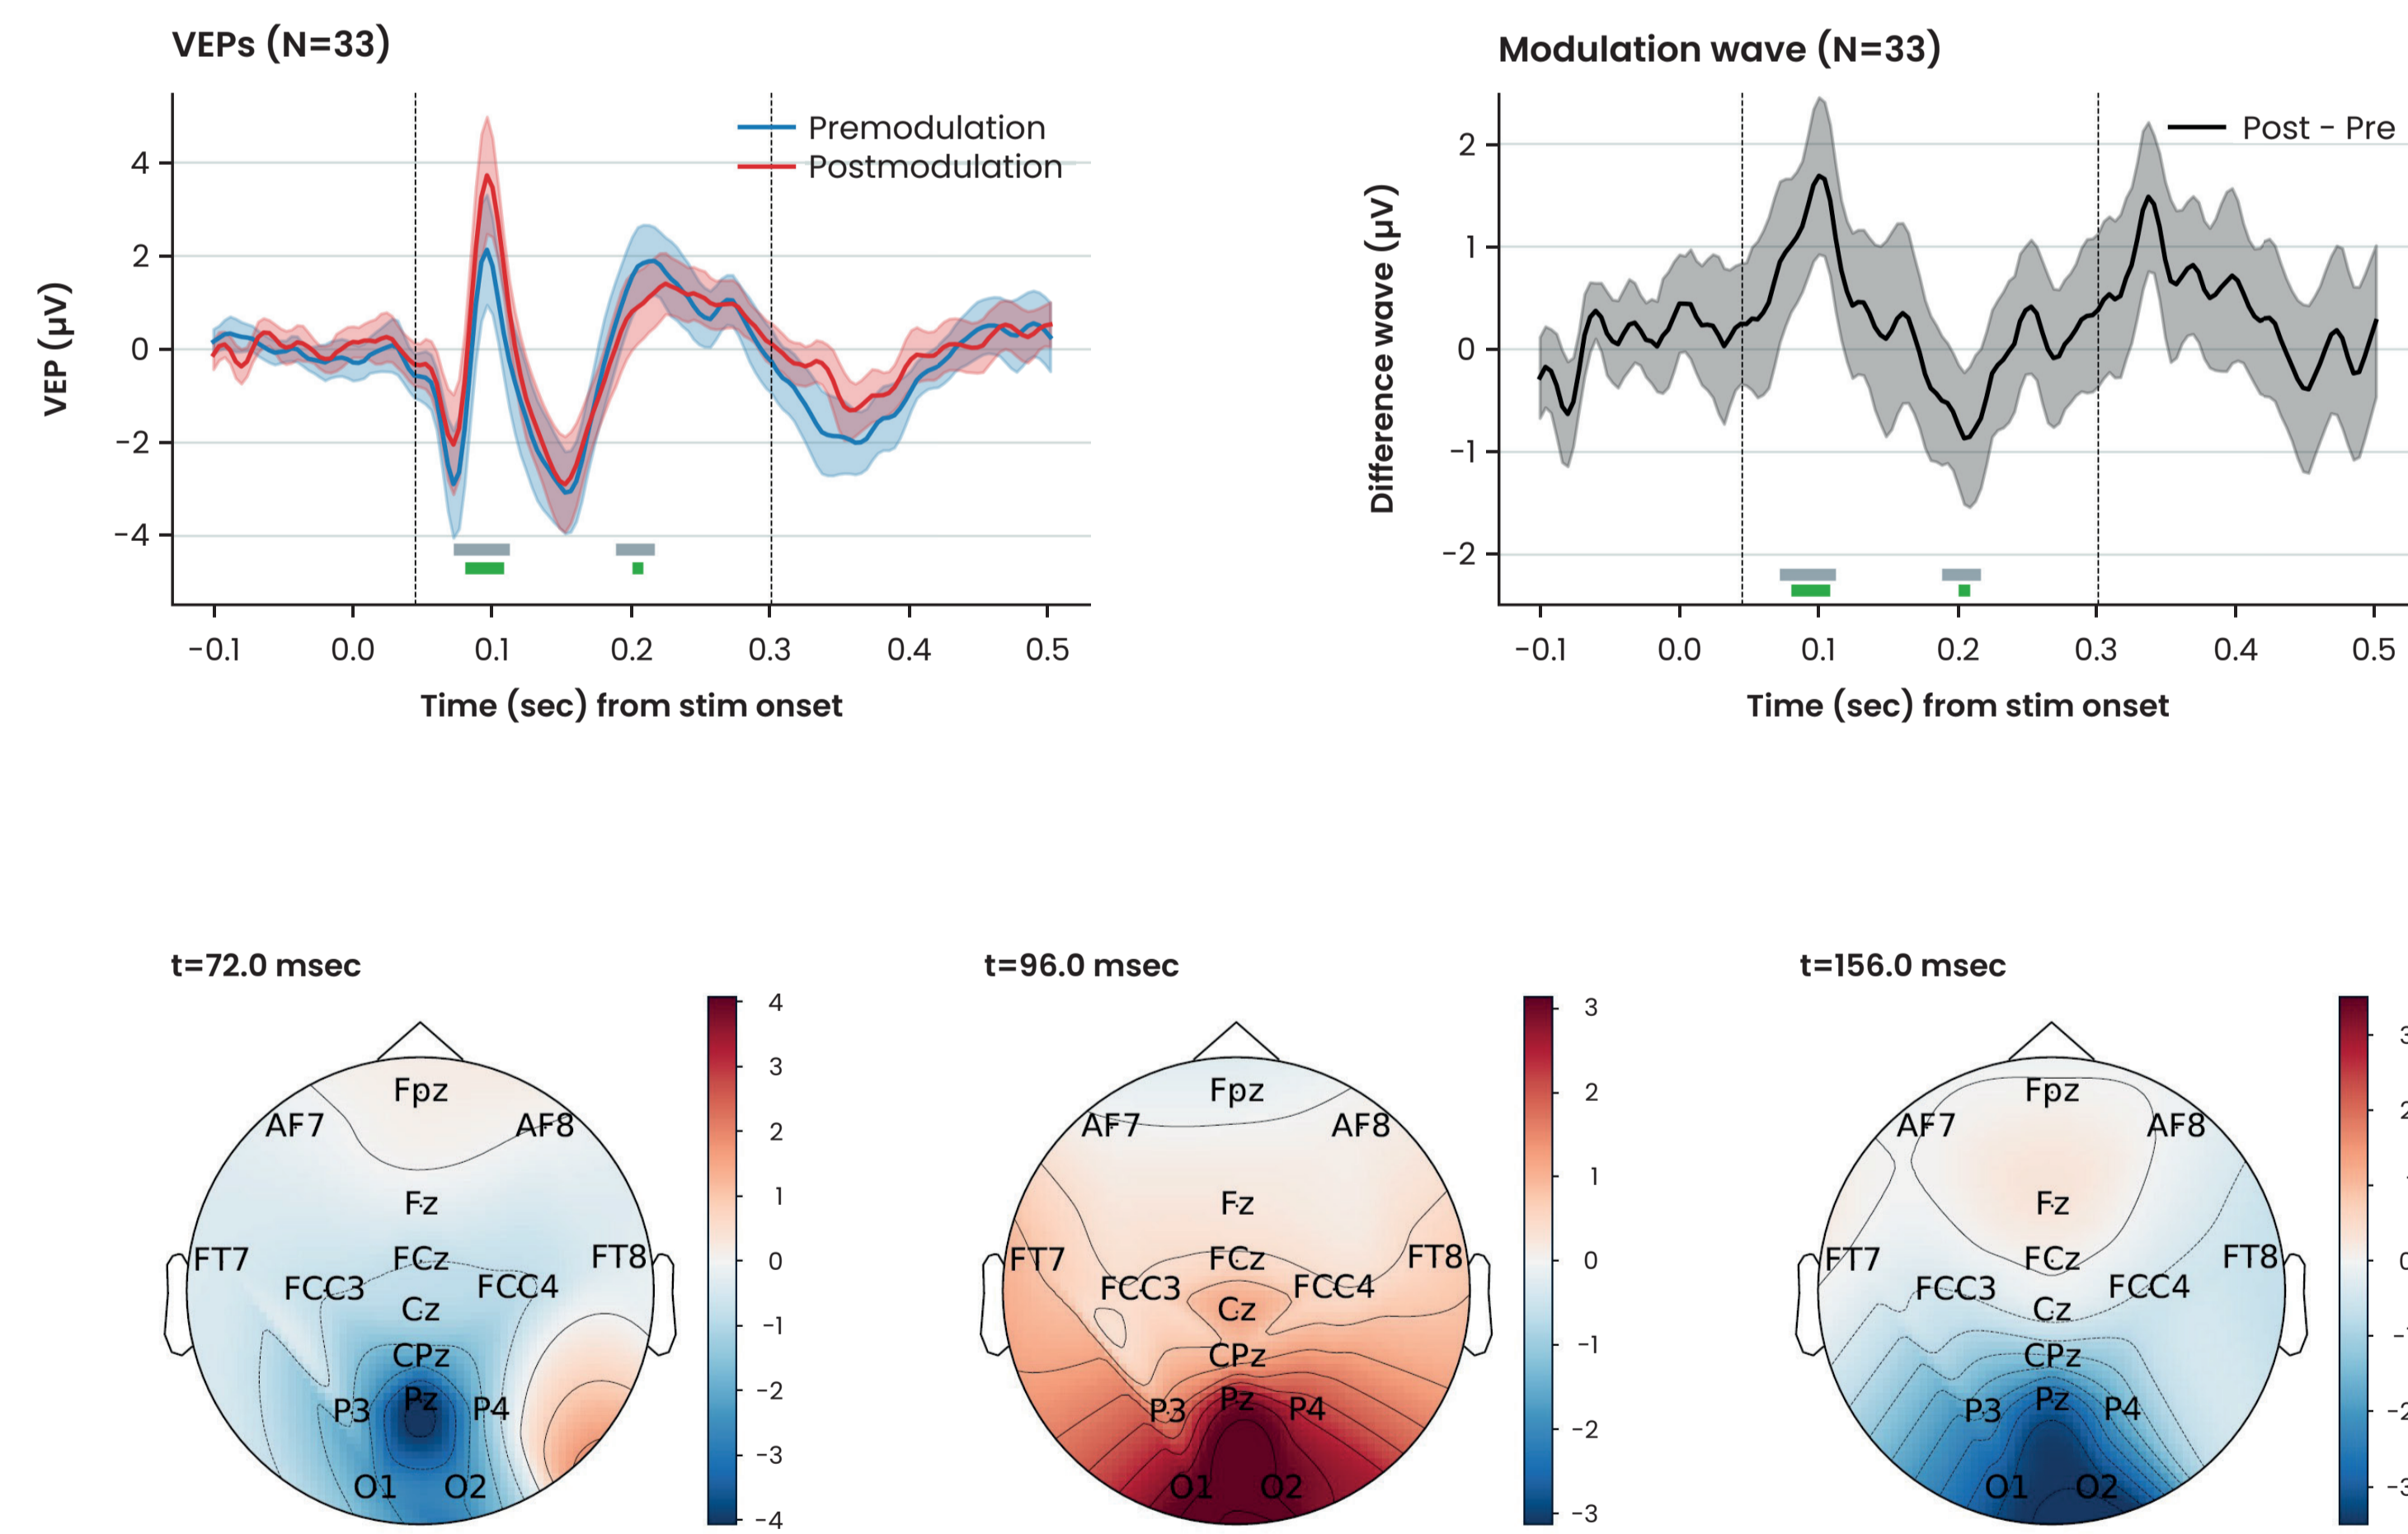 VEPs (N=33)
Premodulation
Postmodulation
VEP (μV)
4
2
0
−2
−4
−0.1 0.0 0.1 0.2 0.3 0.4 0.5
Time (sec) from stim onset
Modulation wave (N=33)
Post - Pre
Difference wave (μV)
2
1
0
−1
−2
−0.1 0.0 0.1 0.2 0.3 0.4 0.5
Time (sec) from stim onset
t=72.0 msec
Fpz
AF7 AF8
Fz
FT7 FCz FT8
FCC3 FCC4
Cz
CPz
P3 Pz P4
O1 O2
4
3
2
1
0
−1
−2
−3
−4
t=96.0 msec
Fpz
AF7 AF8
Fz
FT7 FCz FT8
FCC3 FCC4
Cz
CPz
P3 Pz P4
O1 O2
3
2
1
0
−1
−2
−3
t=156.0 msec
Fpz
AF7 AF8
Fz
FT7 FCz FT8
FCC3 FCC4
Cz
CPz
P3 Pz P4
O1 O2